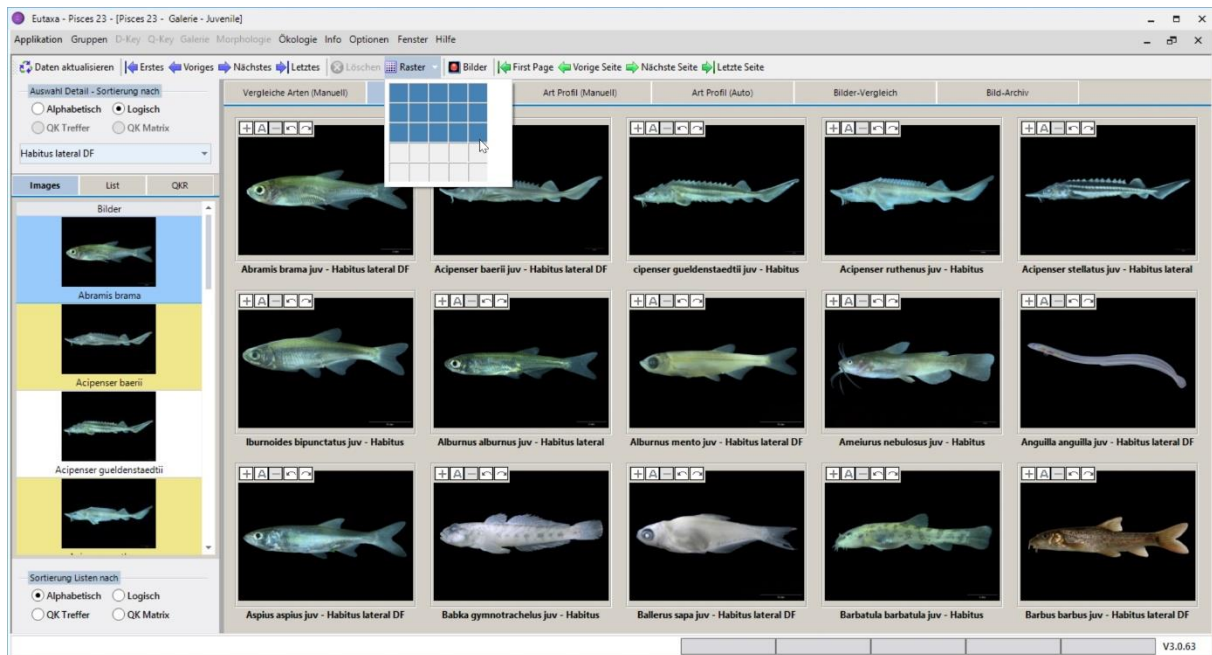 Eutaxa - Pisces 23 - [Pisces 23 - Galerie - Juvenile]
Applikation Gruppen D-Key Q-Key Galerie Morphologie Ökologie Info Optionen Fenster Hilfe
Daten aktualisieren Erstes Voriges Nächstes Letztes Löschen Raster Bilder First Page Vorige Seite Nächste Seite Letzte Seite
Auswahl Detail - Sortierung nach
Alphabetisch Logisch
QK Treffer QK Matrix
Habitus lateral DF
Images List QKR
Bilder
Abramis brama
Acipenser baerii
Acipenser gueldenstaedtii
Sortierung Listen nach
Alphabetisch Logisch
QK Treffer QK Matrix
Vergleiche Arten (Manuell) Art Profil (Manuell) Art Profil (Auto) Bilder-Vergleich Bild-Archiv
A A A A
Abramis brama juv - Habitus lateral DF Acipenser baerii juv - Habitus lateral DF cipenser gueldenstaedtii juv - Habitus Acipenser ruthenus juv - Habitus Acipenser stellatus juv - Habitus lateral
A A A A A
lburnoides bipunctatus juv - Habitus Alburnus alburnus juv - Habitus lateral Alburnus mento juv - Habitus lateral DF Ameiurus nebulosus juv - Habitus Anguilla anguilla juv - Habitus lateral DF
A A A A A
Aspius aspius juv - Habitus lateral DF Babka gymnotrachelus juv - Habitus Ballerus sapa juv - Habitus lateral DF Barbatula barbatula juv - Habitus Barbus barbus juv - Habitus lateral DF
V3.0.63